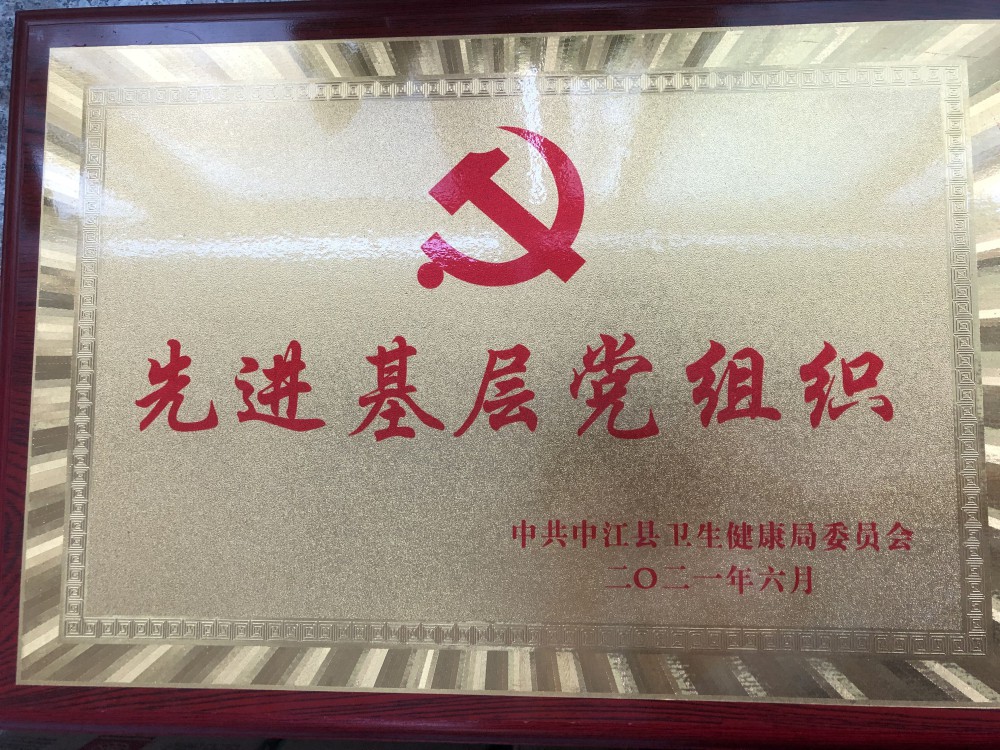 先进基层党组织
中共中江县卫生健康局委员会
二〇二一年六月